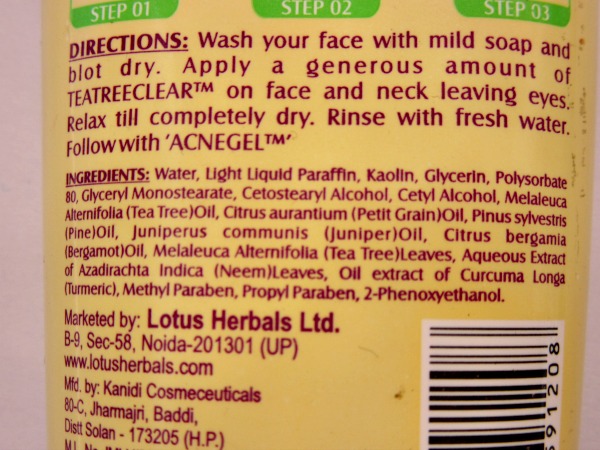 STEP 01 STEP 02 STEP 03
DIRECTIONS: Wash your face with mild soap and
blot dry. Apply a generous amount of
TEATREECLEAR™ on face and neck leaving eyes.
Relax till completely dry. Rinse with fresh water.
Follow with 'ACNEGEL™'
INGREDIENTS: Water, Light Liquid Paraffin, Kaolin, Glycerin, Polysorbate
80, Glyceryl Monostearate, Cetostearyl Alcohol, Cetyl Alcohol, Melaleuca
Alternifolia (Tea Tree)Oil, Citrus aurantium (Petit Grain)Oil, Pinus sylvestris
(Pine)Oil, Juniperus communis (Juniper)Oil, Citrus bergamia
(Bergamot)Oil, Melaleuca Alternifolia (Tea Tree)Leaves, Aqueous Extract
of Azadirachta Indica (Neem)Leaves, Oil extract of Curcuma Longa
(Turmeric), Methyl Paraben, Propyl Paraben, 2-Phenoxyethanol.
Marketed by: Lotus Herbals Ltd.
B-9, Sec-58, Noida-201301 (UP)
www.lotusherbals.com
Mfd. by: Kanidi Cosmeceuticals
80-C, Jharmajri, Baddi,
Distt Solan - 173205 (H.P.)
91208